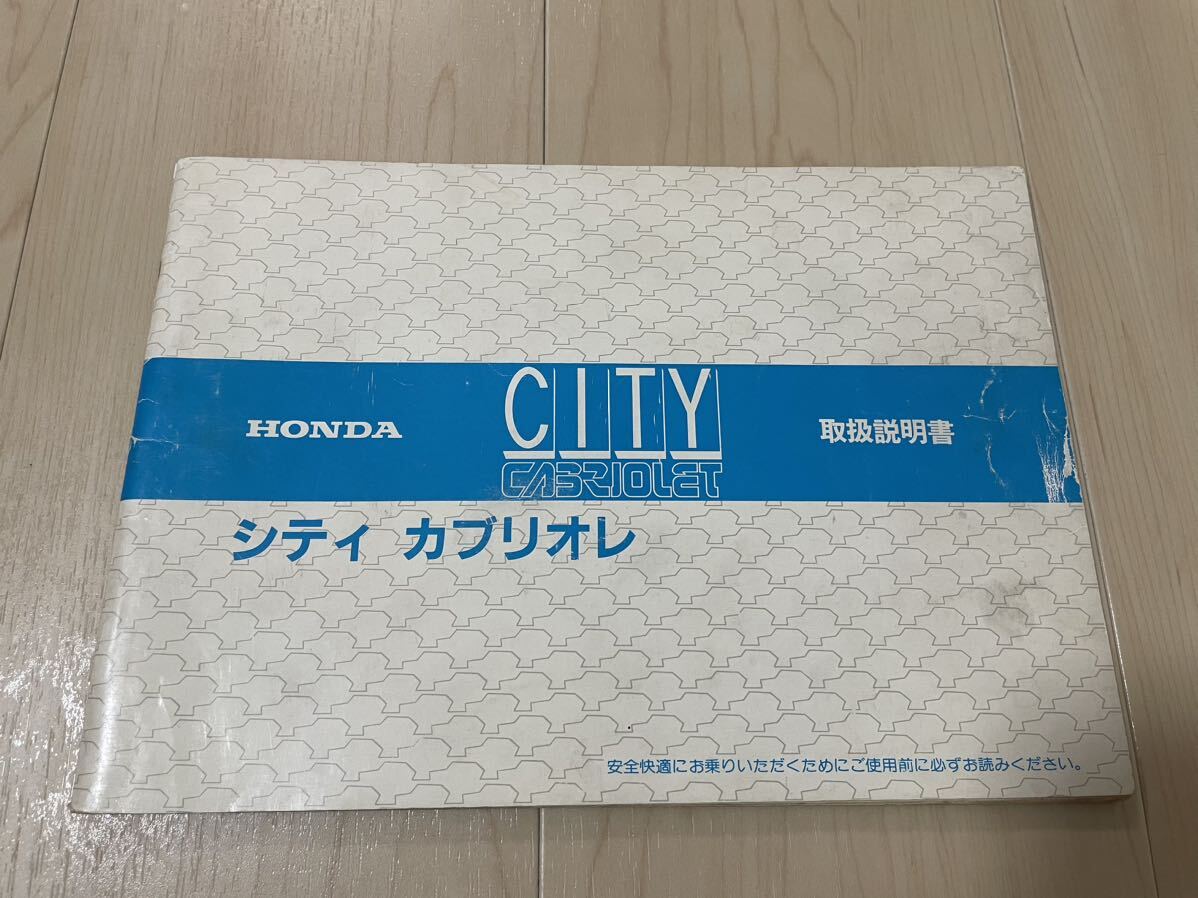 HONDA
CITY
CABRIOLET
取扱説明書
シティ カブリオレ
安全快適にお乗りいただくためにご使用前に必ずお読みください。